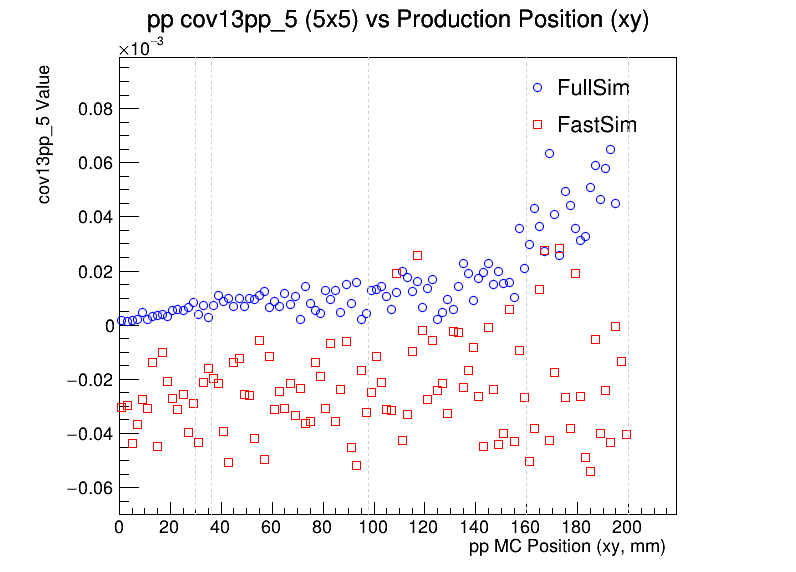 pp cov13pp_5 (5x5) vs Production Position (xy)
×10⁻³
cov13pp_5 Value
FullSim
FastSim
0.08
0.06
0.04
0.02
0
−0.02
−0.04
−0.06
0 20 40 60 80 100 120 140 160 180 200
pp MC Position (xy, mm)